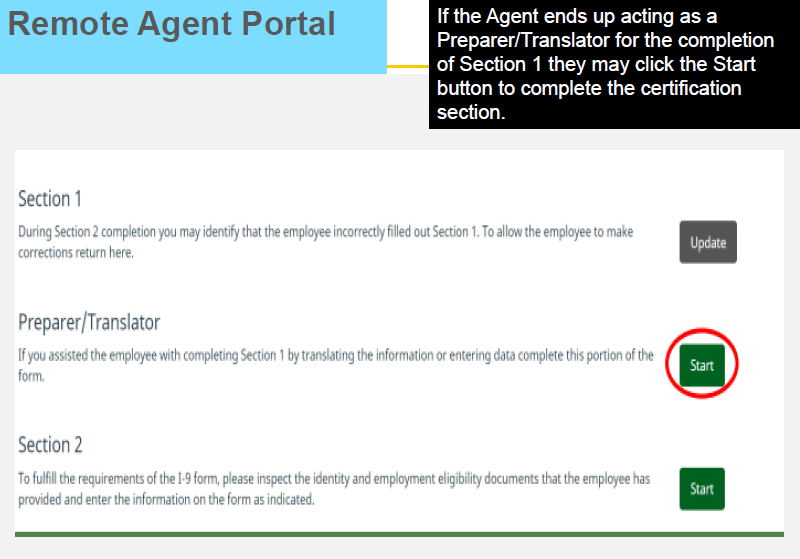 Remote Agent Portal
If the Agent ends up acting as a
Preparer/Translator for the completion
of Section 1 they may click the Start
button to complete the certification
section.
Section 1
During Section 2 completion you may identify that the employee incorrectly filled out Section 1. To allow the employee to make
corrections return here.
Update
Preparer/Translator
If you assisted the employee with completing Section 1 by translating the information or entering data complete this portion of the
form.
Start
Section 2
To fulfill the requirements of the I-9 form, please inspect the identity and employment eligibility documents that the employee has
provided and enter the information on the form as indicated.
Start